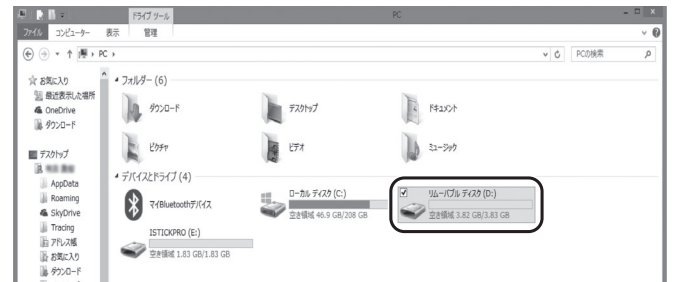 ドライブ ツール
PC
ファイル コンピューター 表示 管理
PC
PCの検索
お気に入り
最近表示した場所
OneDrive
ダウンロード
デスクトップ
AppData
Roaming
SkyDrive
Tracing
アドレス帳
お気に入り
ダウンロード
フォルダー (6)
ダウンロード デスクトップ ドキュメント
ピクチャ ビデオ ミュージック
デバイスとドライブ (4)
マイBluetoothデバイス
ローカル ディスク (C:)
空き領域 46.9 GB/208 GB
リムーバブル ディスク (D:)
空き領域 3.82 GB/3.83 GB
ISTICKPRO (E:)
空き領域 1.83 GB/1.83 GB